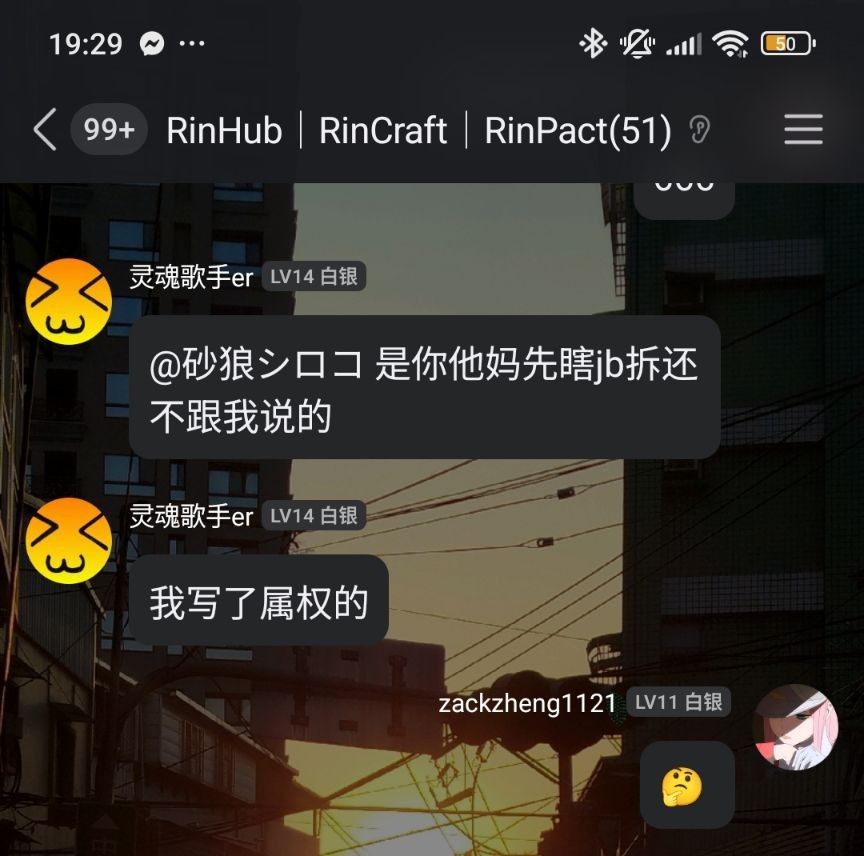 19:29
50
99+ RinHub｜RinCraft｜RinPact(51)
灵魂歌手er LV14 白银
@砂狼シロコ 是你他妈先瞎jb拆还
不跟我说的
灵魂歌手er LV14 白银
我写了属权的
zackzheng1121 LV11 白银
🤔